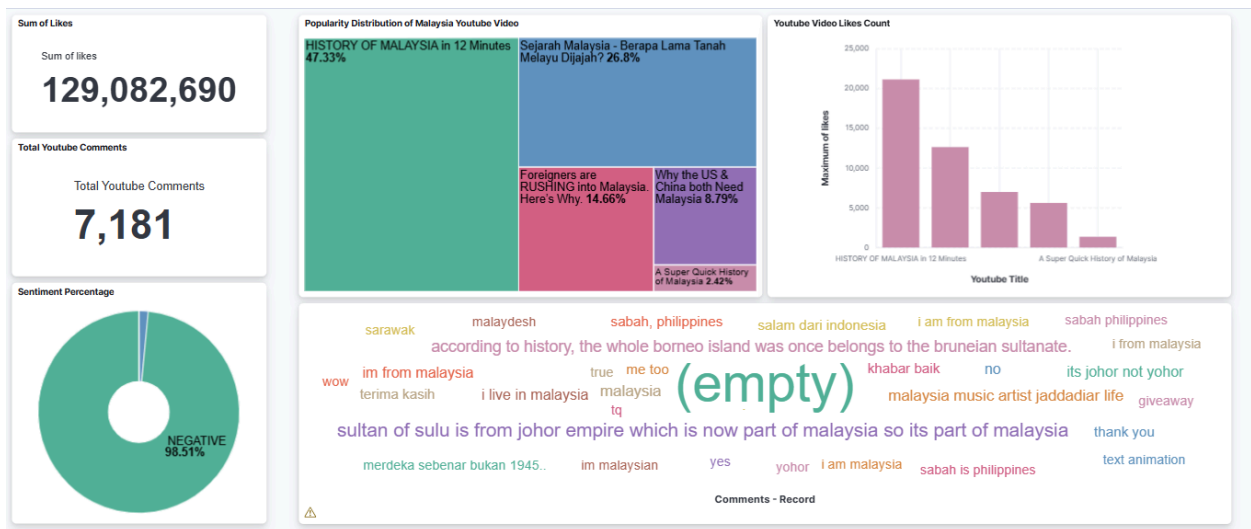 Sum of Likes
Sum of likes
129,082,690
Total Youtube Comments
Total Youtube Comments
7,181
Sentiment Percentage
NEGATIVE
98.51%
Popularity Distribution of Malaysia Youtube Video
HISTORY OF MALAYSIA in 12 Minutes
47.33%
Sejarah Malaysia - Berapa Lama Tanah
Melayu Dijajah? 26.8%
Foreigners are
RUSHING into Malaysia.
Here's Why. 14.66%
Why the US &
China both Need
Malaysia 8.79%
A Super Quick History
of Malaysia 2.42%
Youtube Video Likes Count
Maximum of likes
25,000
20,000
15,000
10,000
5,000
0
HISTORY OF MALAYSIA in 12 Minutes
A Super Quick History of Malaysia
Youtube Title
sarawak
malaydesh
sabah, philippines
salam dari indonesia
i am from malaysia
sabah philippines
according to history, the whole borneo island was once belongs to the bruneian sultanate.
i from malaysia
wow
im from malaysia
true
me too
(empty)
khabar baik
no
its johor not yohor
terima kasih
i live in malaysia
malaysia
malaysia music artist jaddadiar life
giveaway
tq
sultan of sulu is from johor empire which is now part of malaysia so its part of malaysia
thank you
merdeka sebenar bukan 1945..
im malaysian
yes
yohor
i am malaysia
sabah is philippines
text animation
Comments - Record